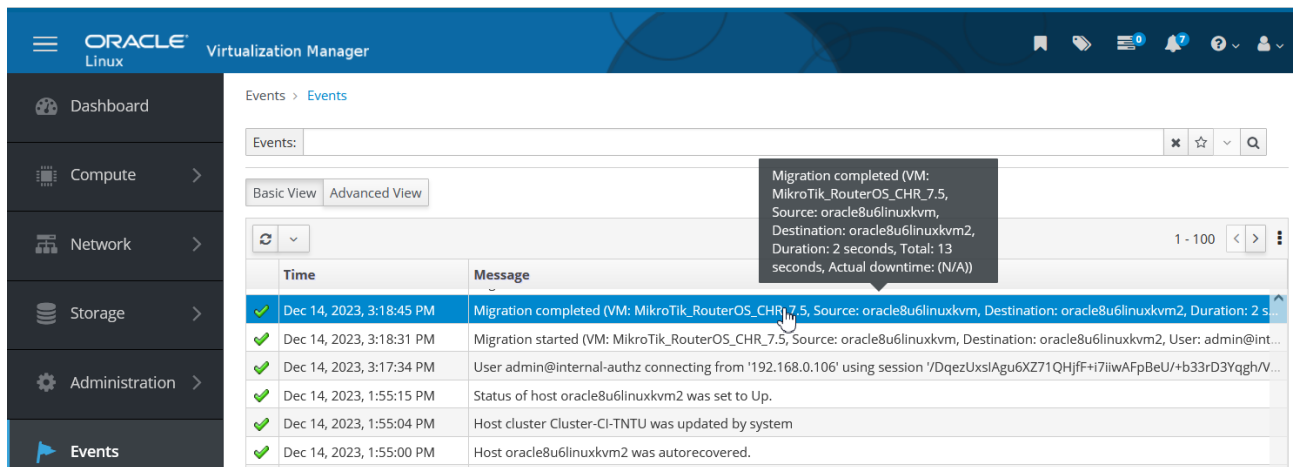 ORACLE
Linux
Virtualization Manager
0
7
Dashboard
Compute
Network
Storage
Administration
Events
Events > Events
Events:
Basic View Advanced View
Migration completed (VM:
MikroTik_RouterOS_CHR_7.5,
Source: oracle8u6linuxkvm,
Destination: oracle8u6linuxkvm2,
Duration: 2 seconds, Total: 13
seconds, Actual downtime: (N/A))
1 - 100
Time Message
Dec 14, 2023, 3:18:45 PM Migration completed (VM: MikroTik_RouterOS_CHR_7.5, Source: oracle8u6linuxkvm, Destination: oracle8u6linuxkvm2, Duration: 2 s...
Dec 14, 2023, 3:18:31 PM Migration started (VM: MikroTik_RouterOS_CHR_7.5, Source: oracle8u6linuxkvm, Destination: oracle8u6linuxkvm2, User: admin@int...
Dec 14, 2023, 3:17:34 PM User admin@internal-authz connecting from '192.168.0.106' using session '/DqezUxsIAgu6XZ71QHjfF+i7iiwAFpBeU/+b33rD3Yqgh/V...
Dec 14, 2023, 1:55:15 PM Status of host oracle8u6linuxkvm2 was set to Up.
Dec 14, 2023, 1:55:04 PM Host cluster Cluster-CI-TNTU was updated by system
Dec 14, 2023, 1:55:00 PM Host oracle8u6linuxkvm2 was autorecovered.